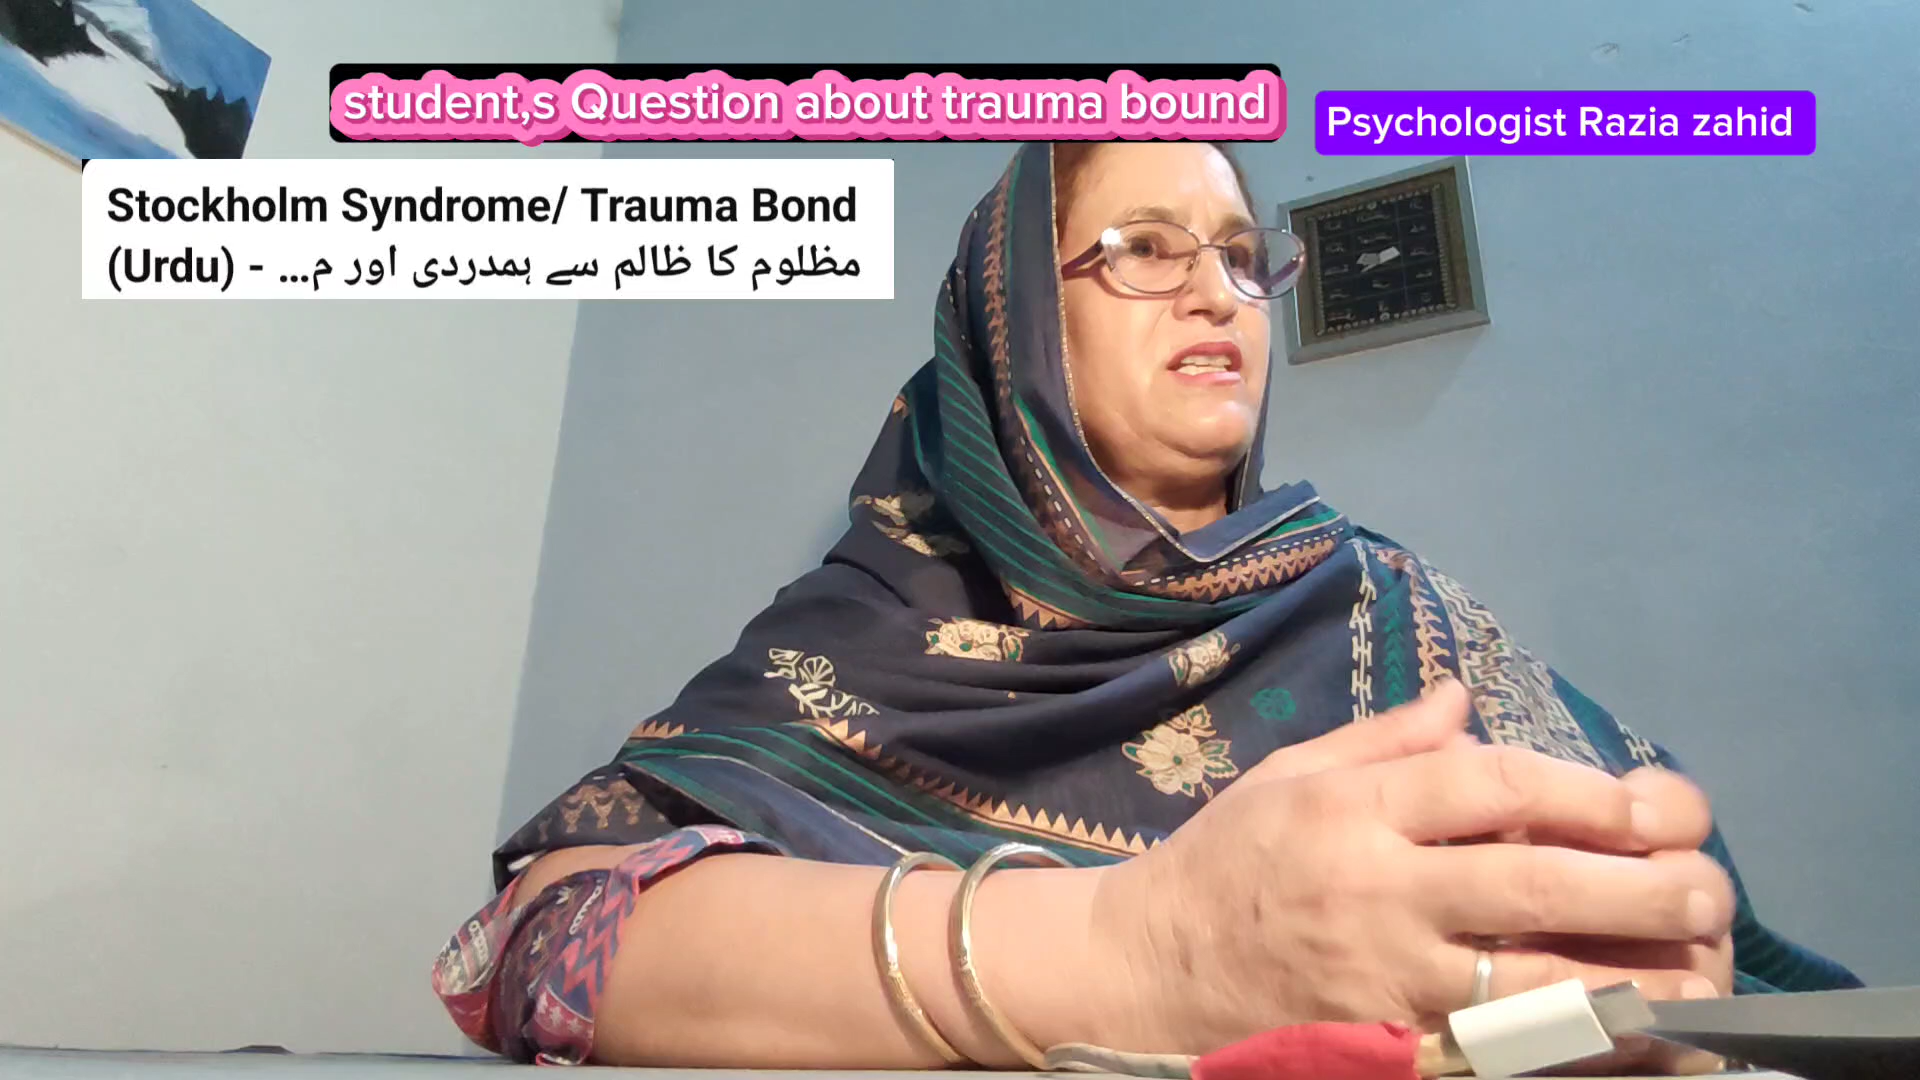 student,s Question about trauma bound
Psychologist Razia zahid
Stockholm Syndrome/ Trauma Bond
(Urdu) - مظلوم کا ظالم سے ہمدردی اور م...